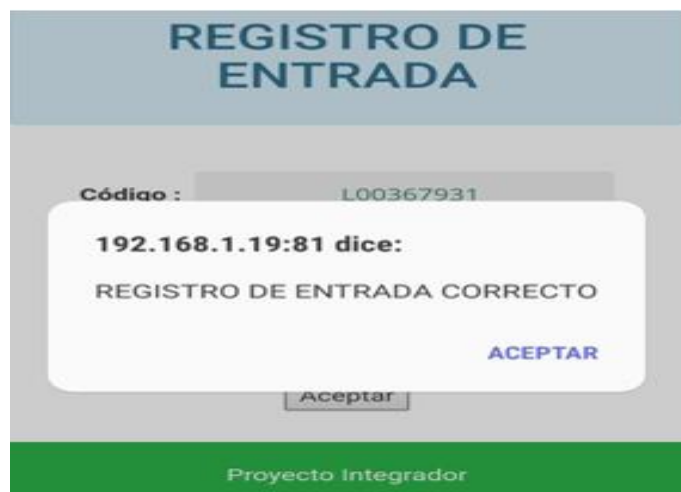 REGISTRO DE
ENTRADA
Código :
L00367931
192.168.1.19:81 dice:
REGISTRO DE ENTRADA CORRECTO
ACEPTAR
Aceptar
Proyecto Integrador